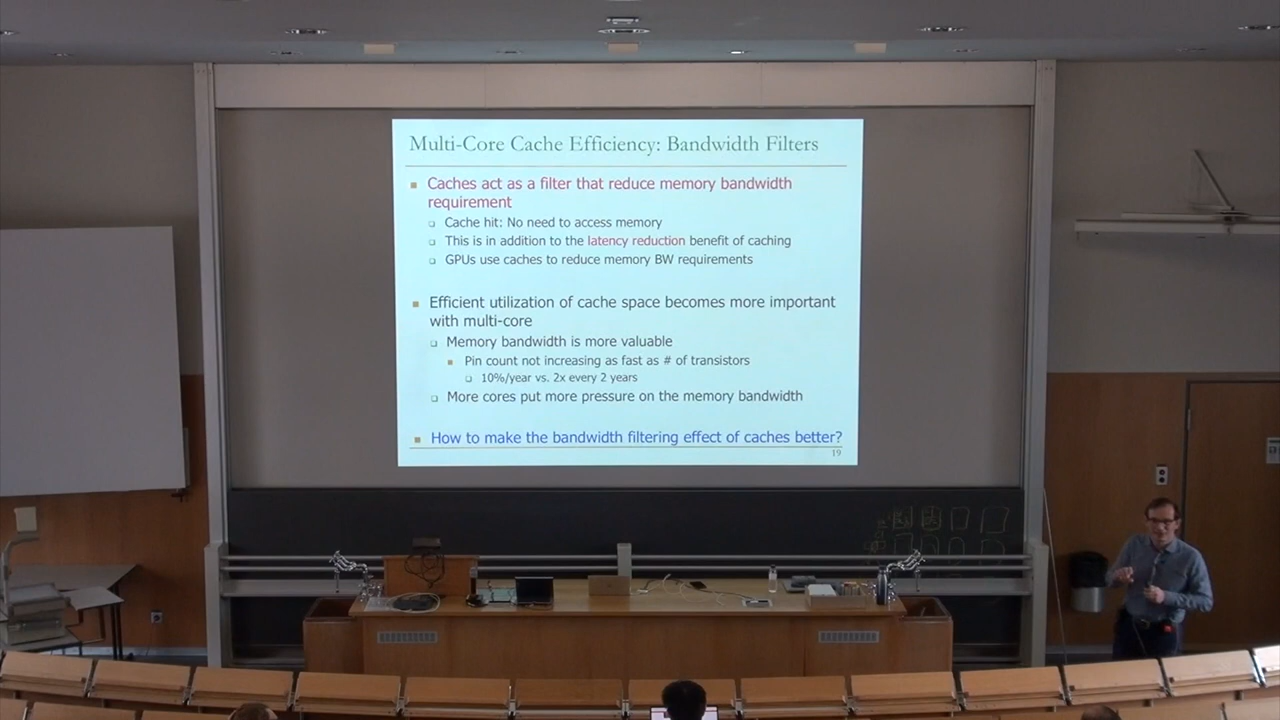 Multi-Core Cache Efficiency: Bandwidth Filters
Caches act as a filter that reduce memory bandwidth
requirement
Cache hit: No need to access memory
This is in addition to the latency reduction benefit of caching
GPUs use caches to reduce memory BW requirements
Efficient utilization of cache space becomes more important
with multi-core
Memory bandwidth is more valuable
Pin count not increasing as fast as # of transistors
10%/year vs. 2x every 2 years
More cores put more pressure on the memory bandwidth
How to make the bandwidth filtering effect of caches better?
19